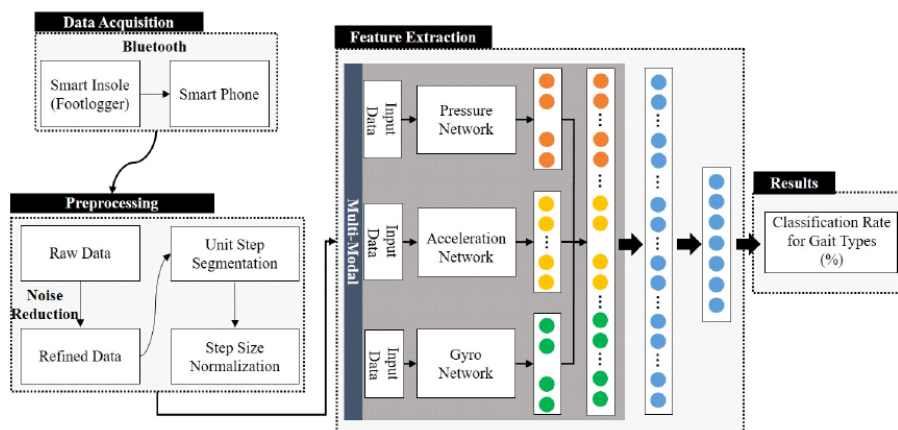 Data Acquisition
Bluetooth
Smart Insole
(Footlogger)
Smart Phone
Preprocessing
Raw Data
Noise
Reduction
Refined Data
Unit Step
Segmentation
Step Size
Normalization
Feature Extraction
Multi-Modal
Input
Data
Pressure
Network
Input
Data
Acceleration
Network
Input
Data
Gyro
Network
Results
Classification Rate
for Gait Types
(%)